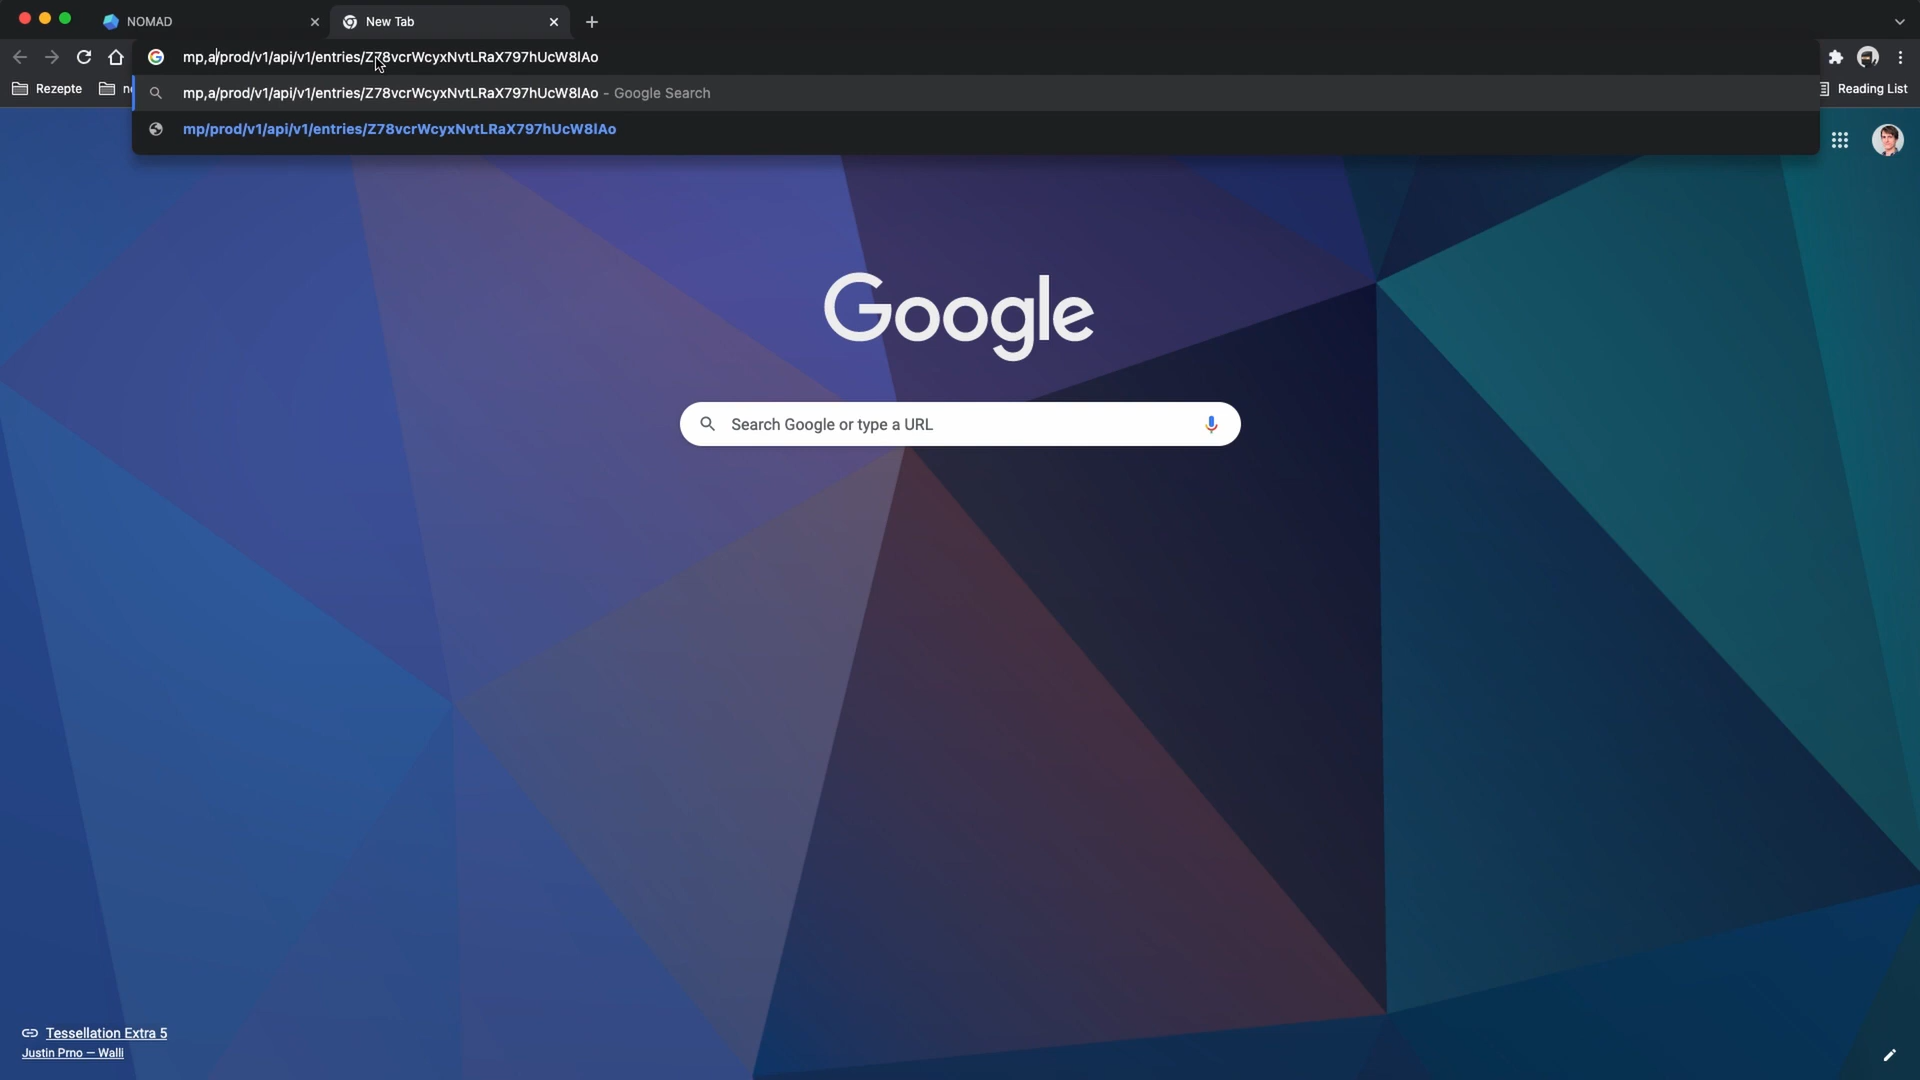 NOMAD
New Tab
mp,a/prod/v1/api/v1/entries/Z78vcrWcyxNvtLRaX797hUcW8lAo
Rezepte
mp,a/prod/v1/api/v1/entries/Z78vcrWcyxNvtLRaX797hUcW8lAo - Google Search
Reading List
mp/prod/v1/api/v1/entries/Z78vcrWcyxNvtLRaX797hUcW8lAo
Google
Search Google or type a URL
Tessellation Extra 5
Justin Prno — Walli